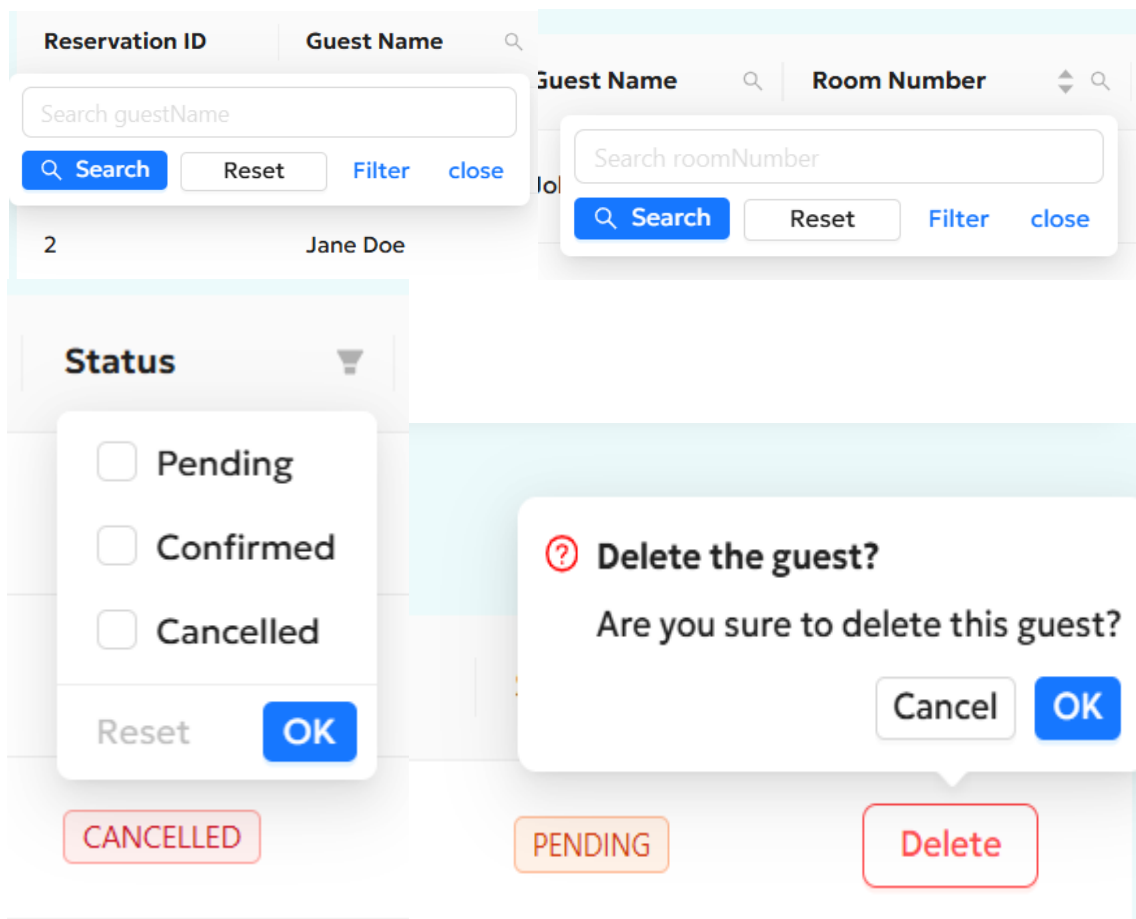 Reservation ID Guest Name
Search guestName
Search Reset Filter close
2 Jane Doe
Guest Name Room Number
Search roomNumber
Search Reset Filter close
Status
Pending
Confirmed
Cancelled
Reset OK
CANCELLED
Delete the guest?
Are you sure to delete this guest?
Cancel OK
PENDING Delete